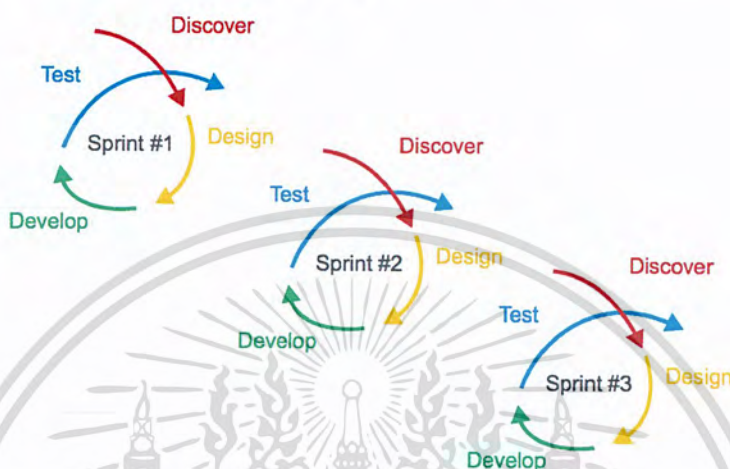 Discover
Test
Sprint #1
Design
Develop
Discover
Test
Sprint #2
Design
Develop
Discover
Test
Sprint #3
Design
Develop